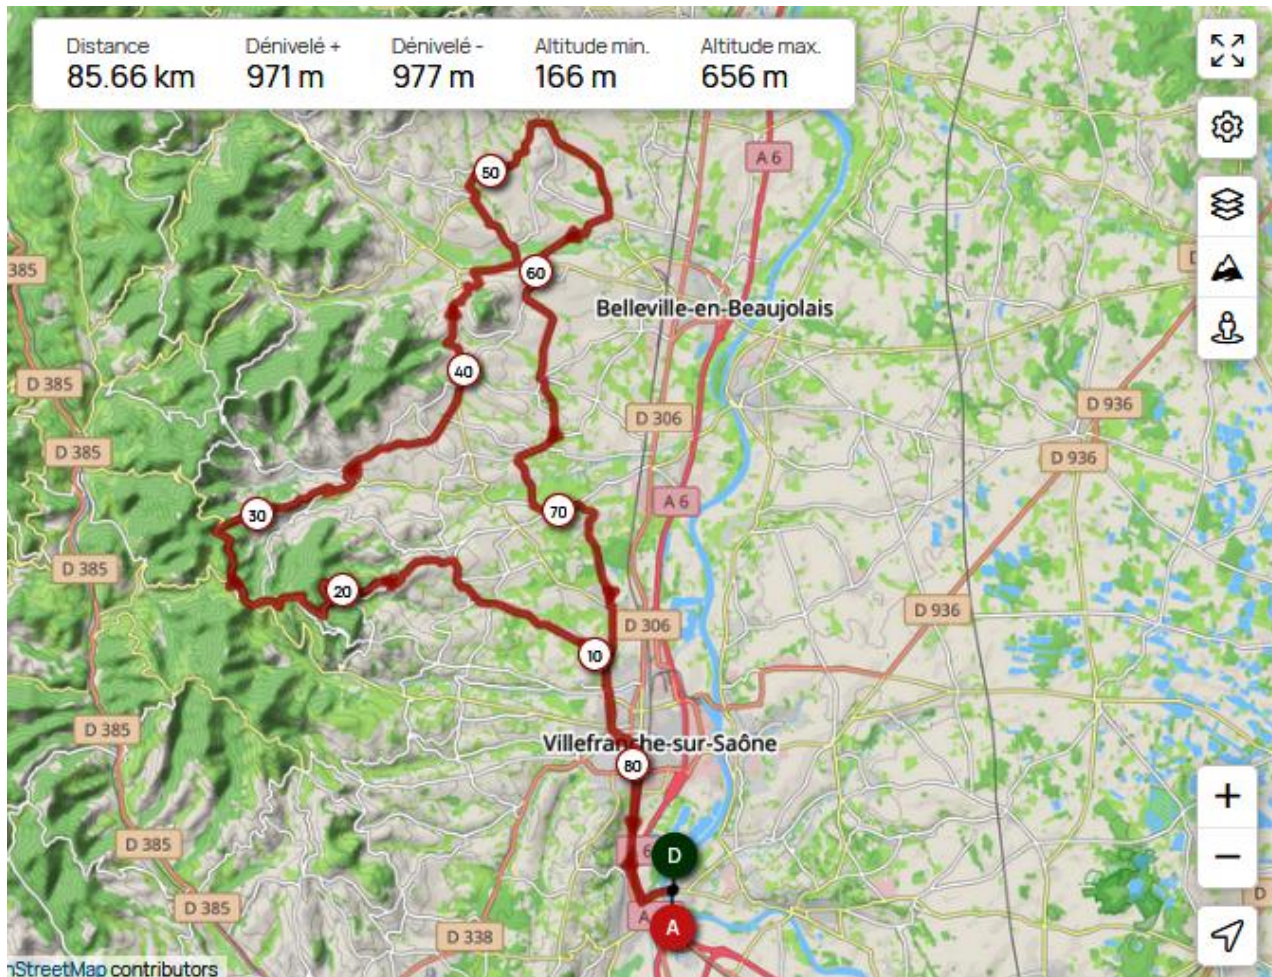 Distance
85.66 km
Dénivelé +
971 m
Dénivelé -
977 m
Altitude min.
166 m
Altitude max.
656 m
A 6
50
385
60
Belleville-en-Beaujolais
40
D 385
D 306
D 936
D 385
D 936
A 6
30
70
D 385
20
D 306
D 936
10
D 385
Villefranche-sur-Saône
80
D 385
D
D 385
A
D 338
nStreetMap contributors